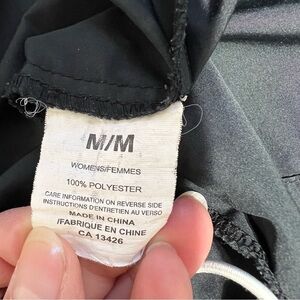 M/M
WOMENS/FEMMES
100% POLYESTER
CARE INFORMATION ON REVERSE SIDE
INSTRUCTIONS D'ENTRETIEN AU VERSO
MADE IN CHINA
/FABRIQUE EN CHINE
CA 13426